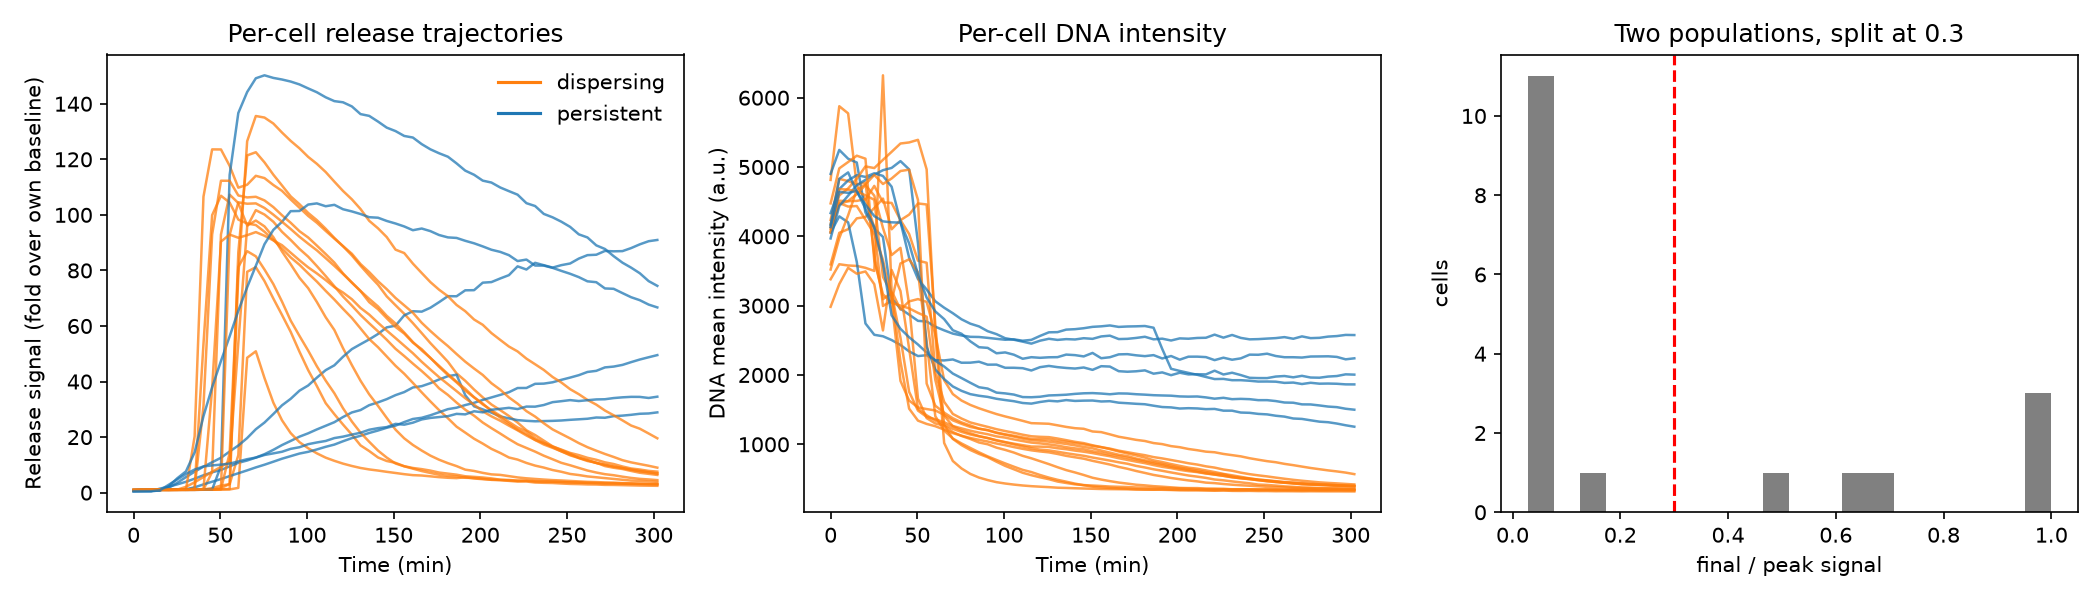 Per-cell release trajectories
Release signal (fold over own baseline)
140
120
100
80
60
40
20
0
dispersing
persistent
0 50 100 150 200 250 300
Time (min)
Per-cell DNA intensity
DNA mean intensity (a.u.)
6000
5000
4000
3000
2000
1000
0 50 100 150 200 250 300
Time (min)
Two populations, split at 0.3
cells
10
8
6
4
2
0
0.0 0.2 0.4 0.6 0.8 1.0
final / peak signal